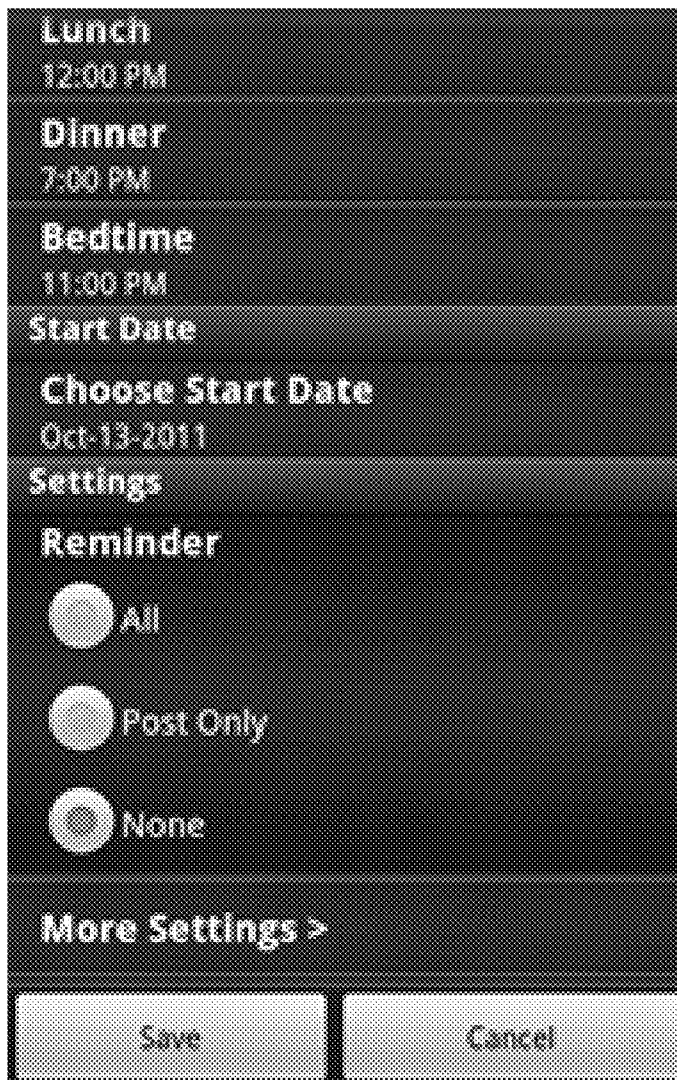 Lunch
12:00 PM
Dinner
7:00 PM
Bedtime
11:00 PM
Start Date
Choose Start Date
Oct-13-2011
Settings
Reminder
All
Post Only
None
More Settings >
Save Cancel